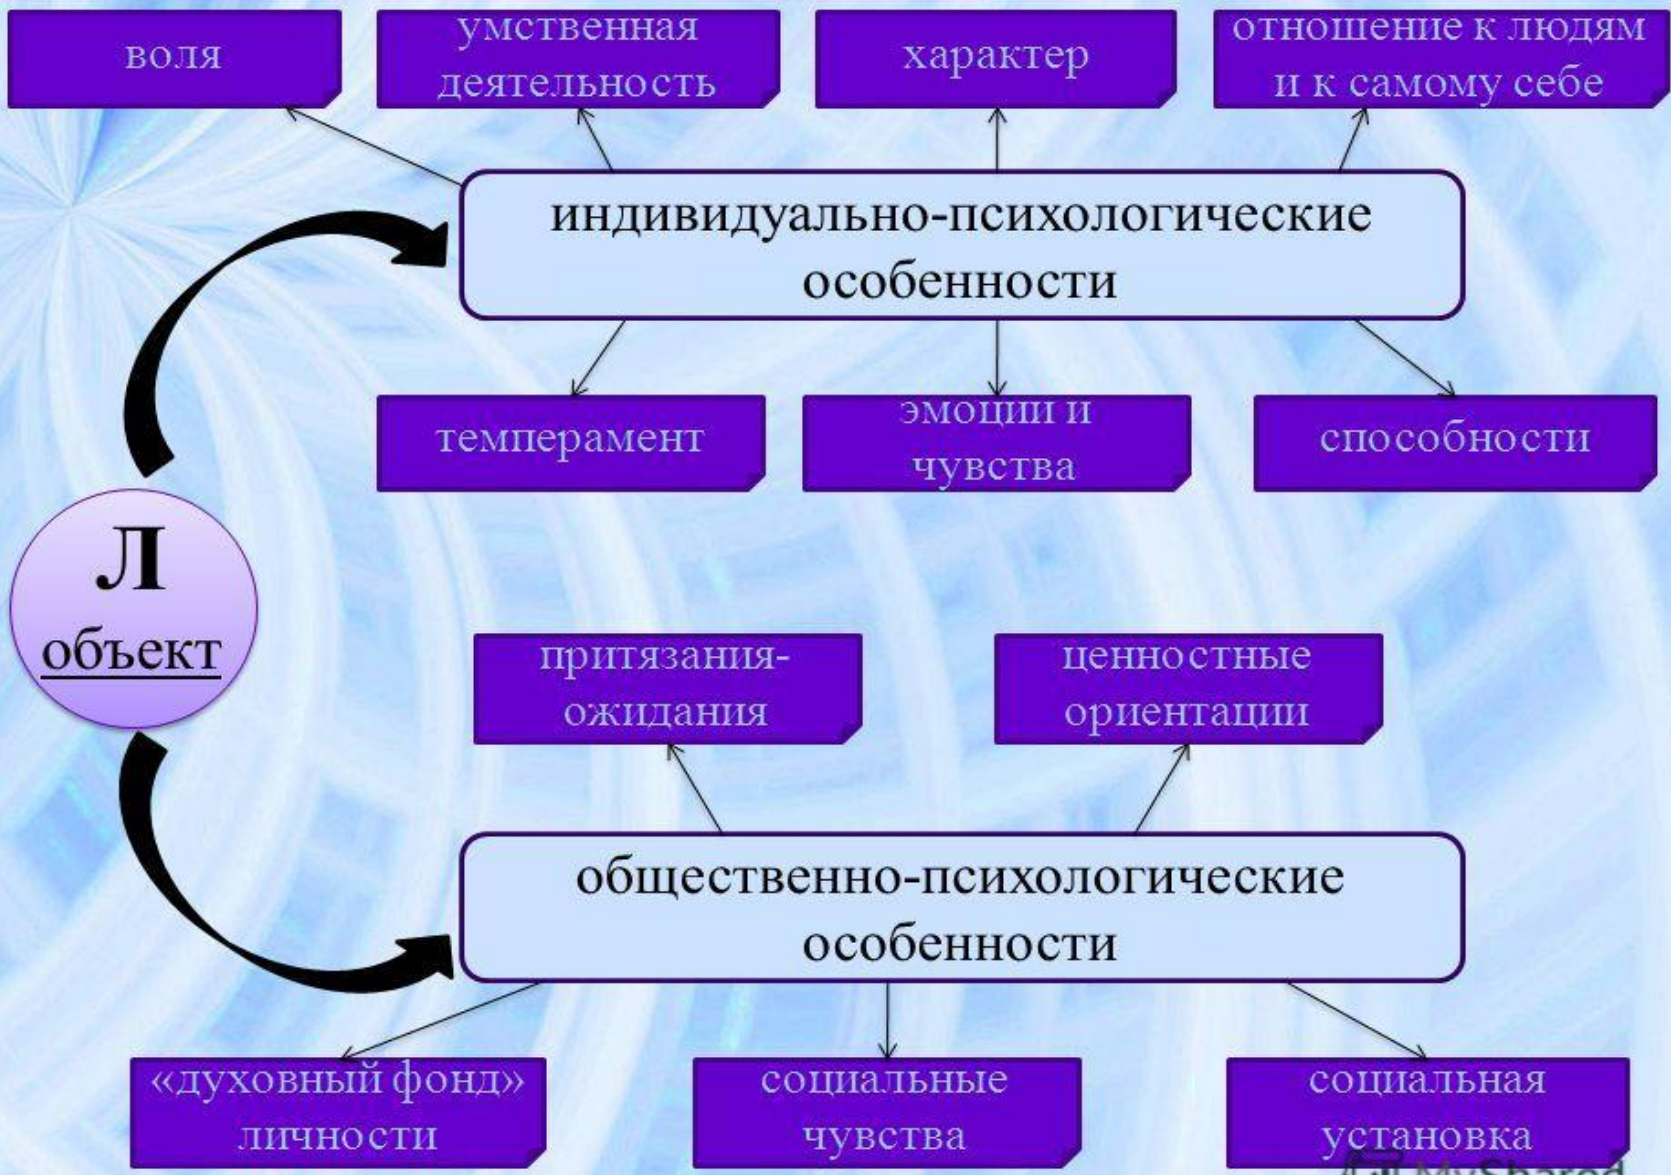 воля
умственная
деятельность
характер
отношение к людям
и к самому себе
индивидуально-психологические
особенности
темперамент
эмоции и
чувства
способности
Л
объект
притязания-
ожидания
ценностные
ориентации
общественно-психологические
особенности
«духовный фонд»
личности
социальные
чувства
социальная
установка
MyShared